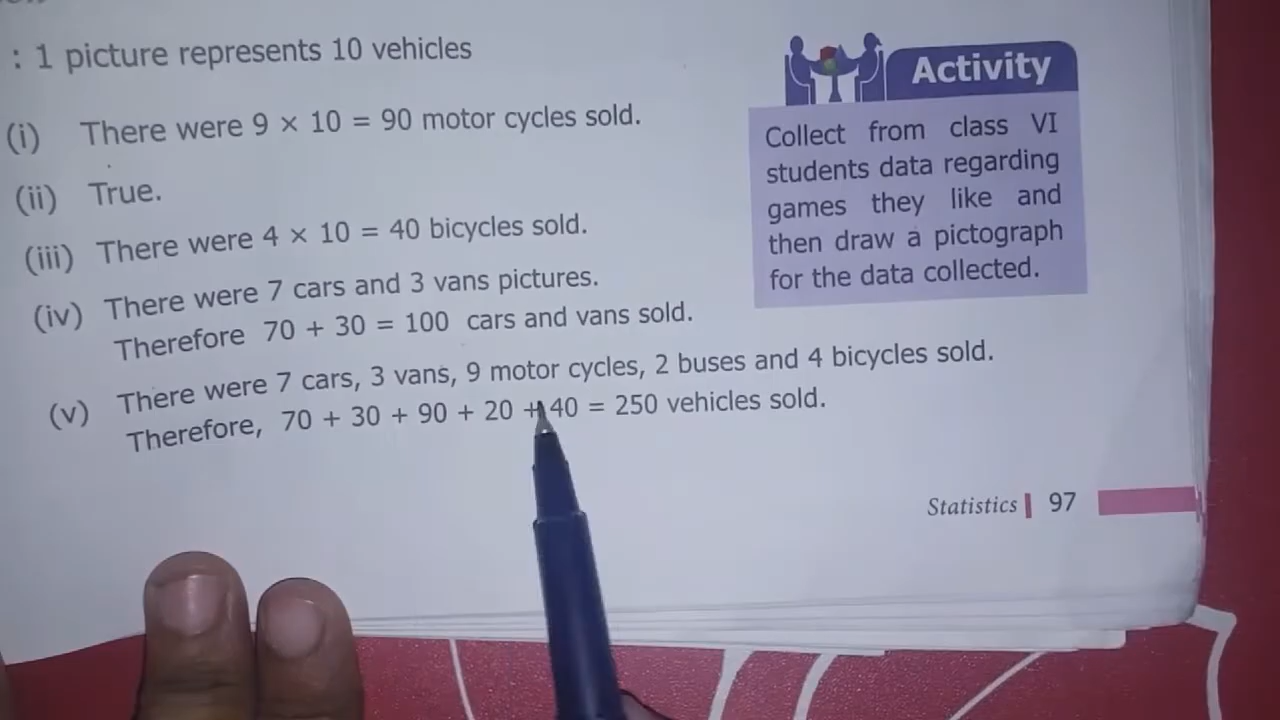 : 1 picture represents 10 vehicles
(i) There were 9 × 10 = 90 motor cycles sold.
(ii) True.
(iii) There were 4 × 10 = 40 bicycles sold.
(iv) There were 7 cars and 3 vans pictures.
Therefore 70 + 30 = 100 cars and vans sold.
(v) There were 7 cars, 3 vans, 9 motor cycles, 2 buses and 4 bicycles sold.
Therefore, 70 + 30 + 90 + 20 + 40 = 250 vehicles sold.
Activity
Collect from class VI
students data regarding
games they like and
then draw a pictograph
for the data collected.
Statistics | 97